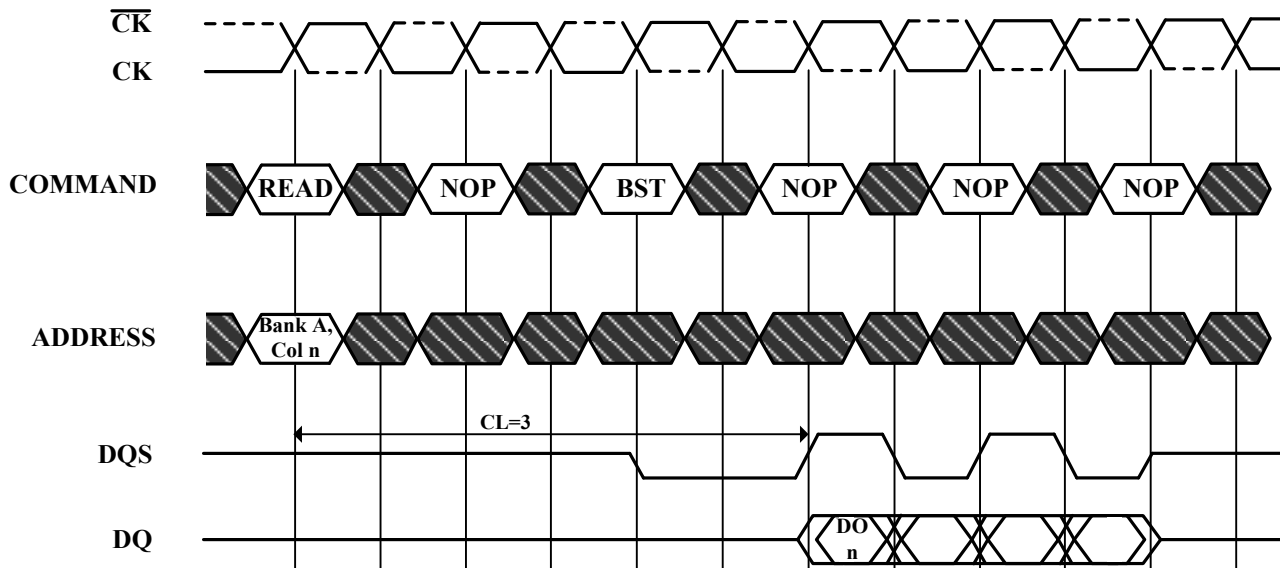 CK
CK
COMMAND
READ
NOP
BST
NOP
NOP
NOP
ADDRESS
Bank A,
Col n
CL=3
DQS
DQ
DO
n